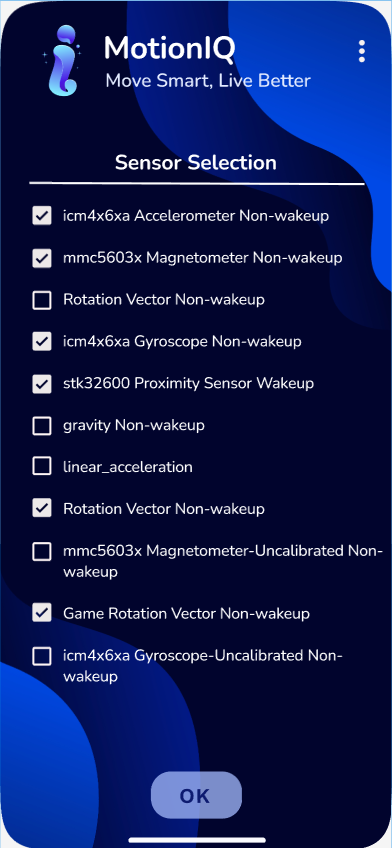 MotionIQ
Move Smart, Live Better
Sensor Selection
icm4x6xa Accelerometer Non-wakeup
mmc5603x Magnetometer Non-wakeup
Rotation Vector Non-wakeup
icm4x6xa Gyroscope Non-wakeup
stk32600 Proximity Sensor Wakeup
gravity Non-wakeup
linear_acceleration
Rotation Vector Non-wakeup
mmc5603x Magnetometer-Uncalibrated Non-
wakeup
Game Rotation Vector Non-wakeup
icm4x6xa Gyroscope-Uncalibrated Non-
wakeup
OK